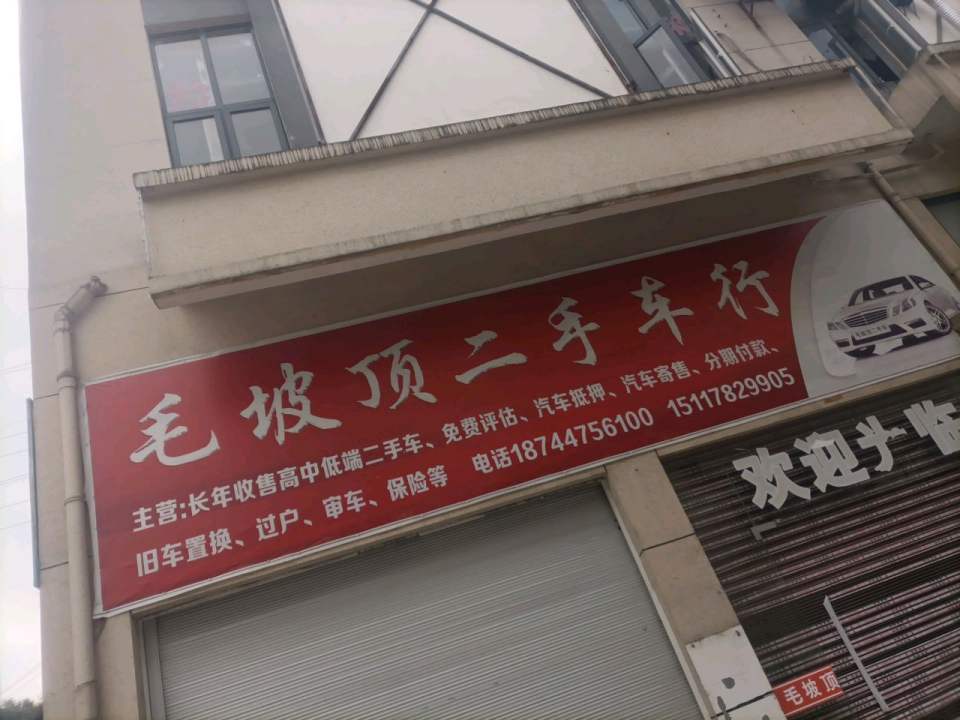 毛坡顶二手车行
主营:长年收售高中低端二手车、免费评估、汽车抵押、汽车寄售、分期付款、
旧车置换、过户、审车、保险等 电话18744756100 15117829905
欢迎
临
毛坡顶